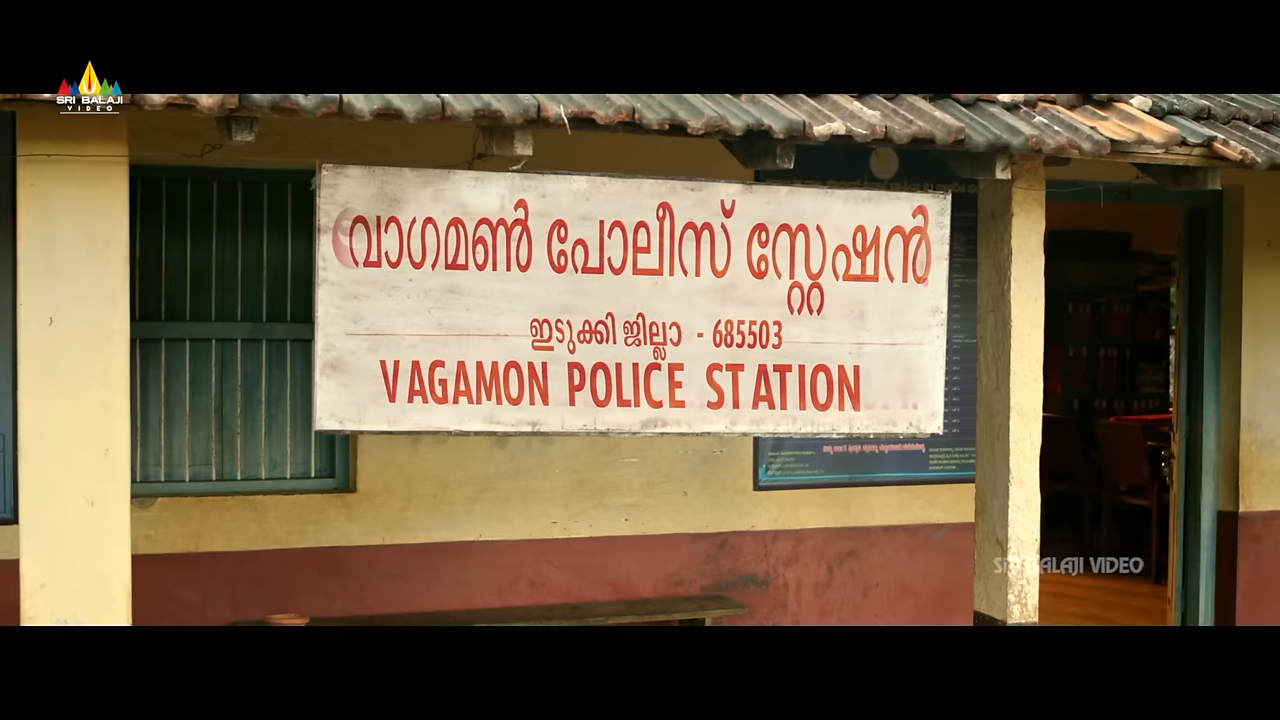 SRI BALAJI
VIDEO
വാഗമൺ പോലീസ് സ്റ്റേഷൻ
ഇടുക്കി ജില്ലാ - 685503
VAGAMON POLICE STATION
SRI BALAJI VIDEO